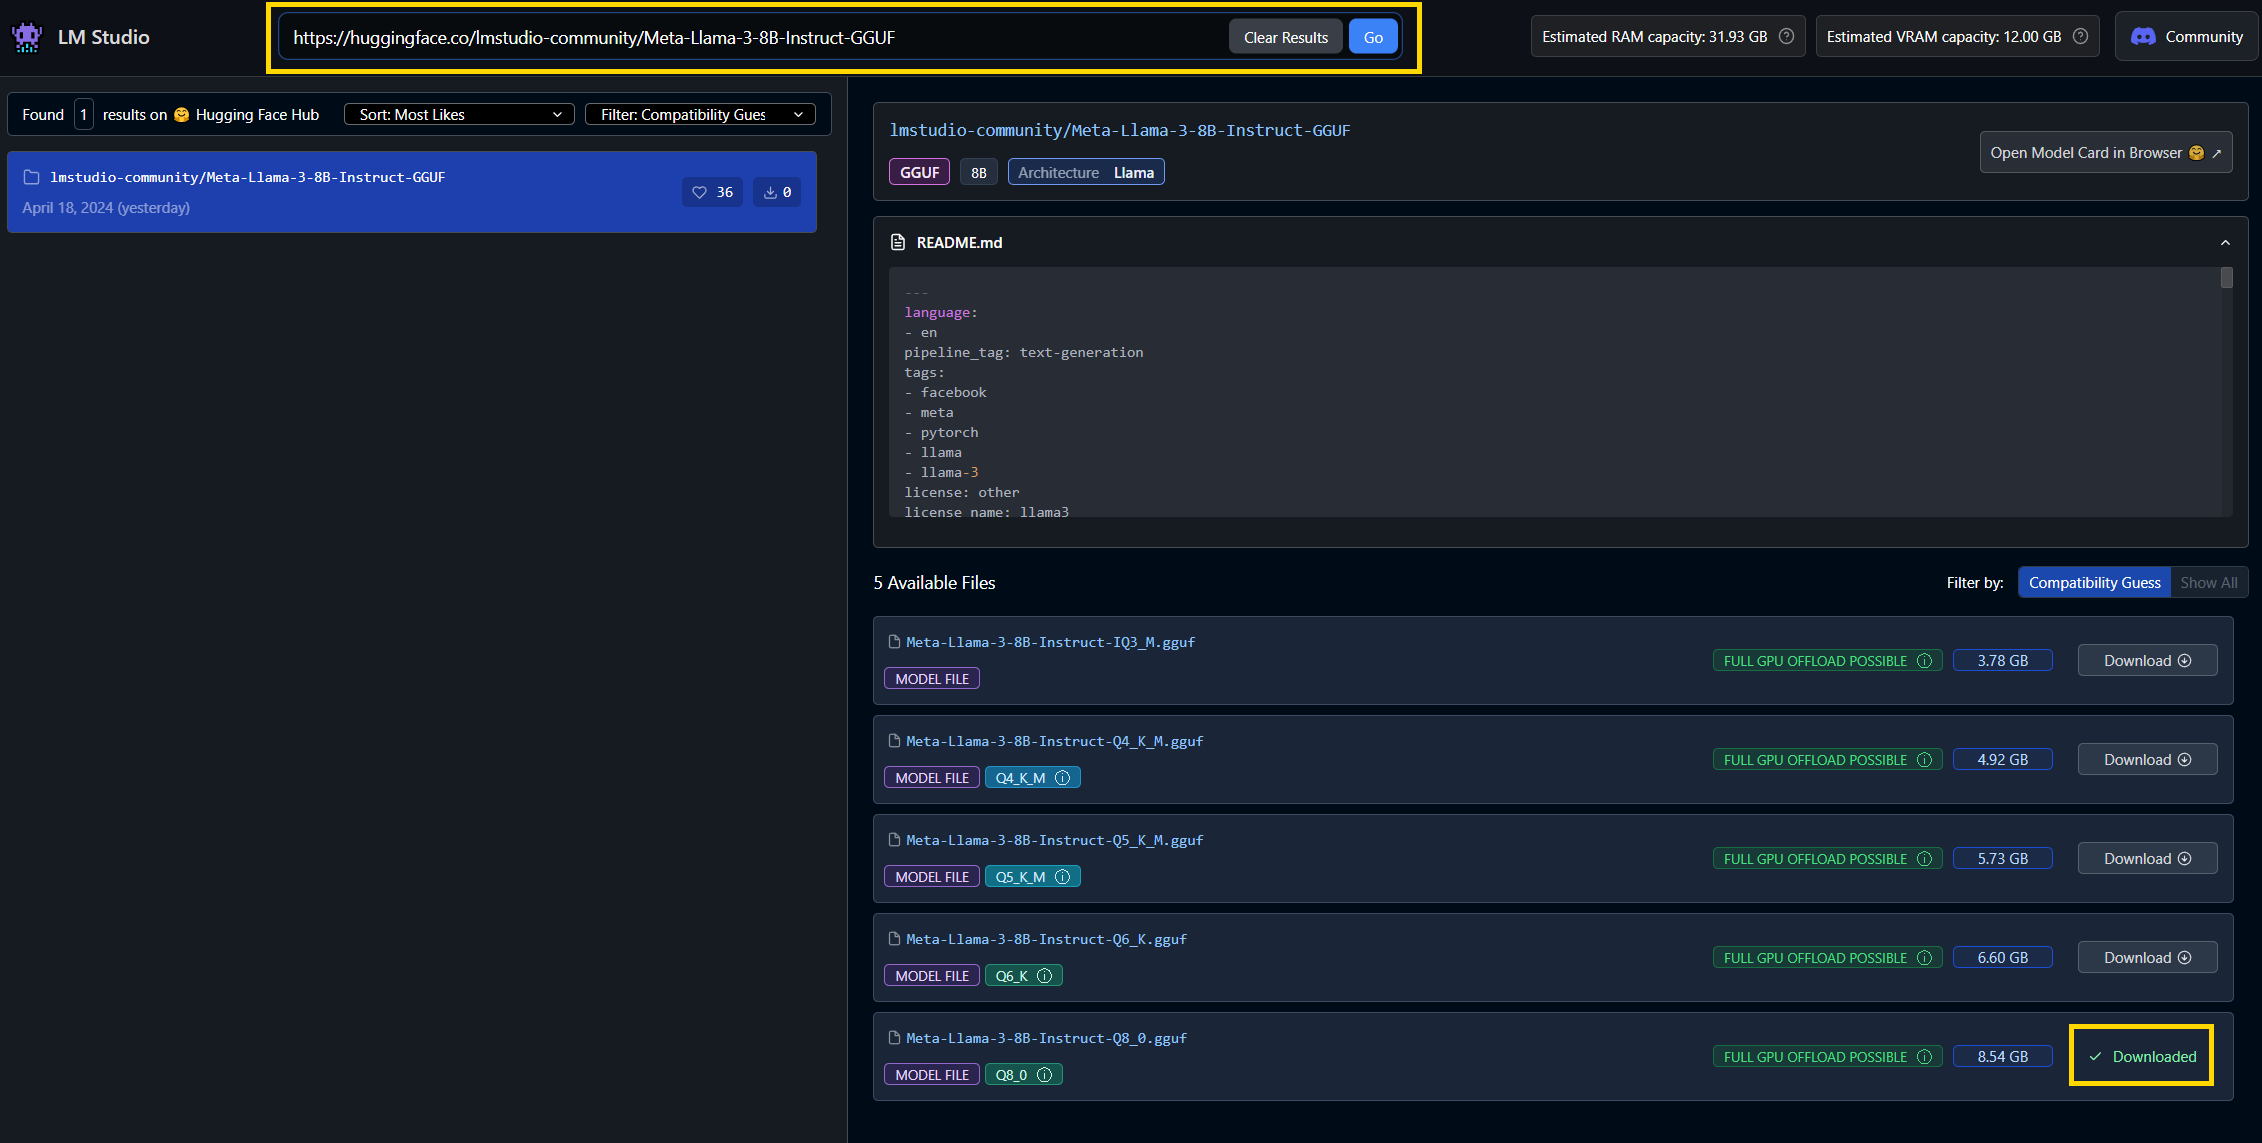 LM Studio
https://huggingface.co/lmstudio-community/Meta-Llama-3-8B-Instruct-GGUF
Clear Results
Go
Estimated RAM capacity: 31.93 GB
Estimated VRAM capacity: 12.00 GB
Community
Found 1 results on 🤗 Hugging Face Hub
Sort: Most Likes
Filter: Compatibility Gues
lmstudio-community/Meta-Llama-3-8B-Instruct-GGUF
April 18, 2024 (yesterday)
36
0
lmstudio-community/Meta-Llama-3-8B-Instruct-GGUF
GGUF
8B
Architecture Llama
Open Model Card in Browser 🤗 ↗
README.md
---
language:
- en
pipeline_tag: text-generation
tags:
- facebook
- meta
- pytorch
- llama
- llama-3
license: other
license_name: llama3
5 Available Files
Filter by:
Compatibility Guess
Show All
Meta-Llama-3-8B-Instruct-IQ3_M.gguf
MODEL FILE
FULL GPU OFFLOAD POSSIBLE
3.78 GB
Download
Meta-Llama-3-8B-Instruct-Q4_K_M.gguf
MODEL FILE
Q4_K_M
FULL GPU OFFLOAD POSSIBLE
4.92 GB
Download
Meta-Llama-3-8B-Instruct-Q5_K_M.gguf
MODEL FILE
Q5_K_M
FULL GPU OFFLOAD POSSIBLE
5.73 GB
Download
Meta-Llama-3-8B-Instruct-Q6_K.gguf
MODEL FILE
Q6_K
FULL GPU OFFLOAD POSSIBLE
6.60 GB
Download
Meta-Llama-3-8B-Instruct-Q8_0.gguf
MODEL FILE
Q8_0
FULL GPU OFFLOAD POSSIBLE
8.54 GB
Downloaded